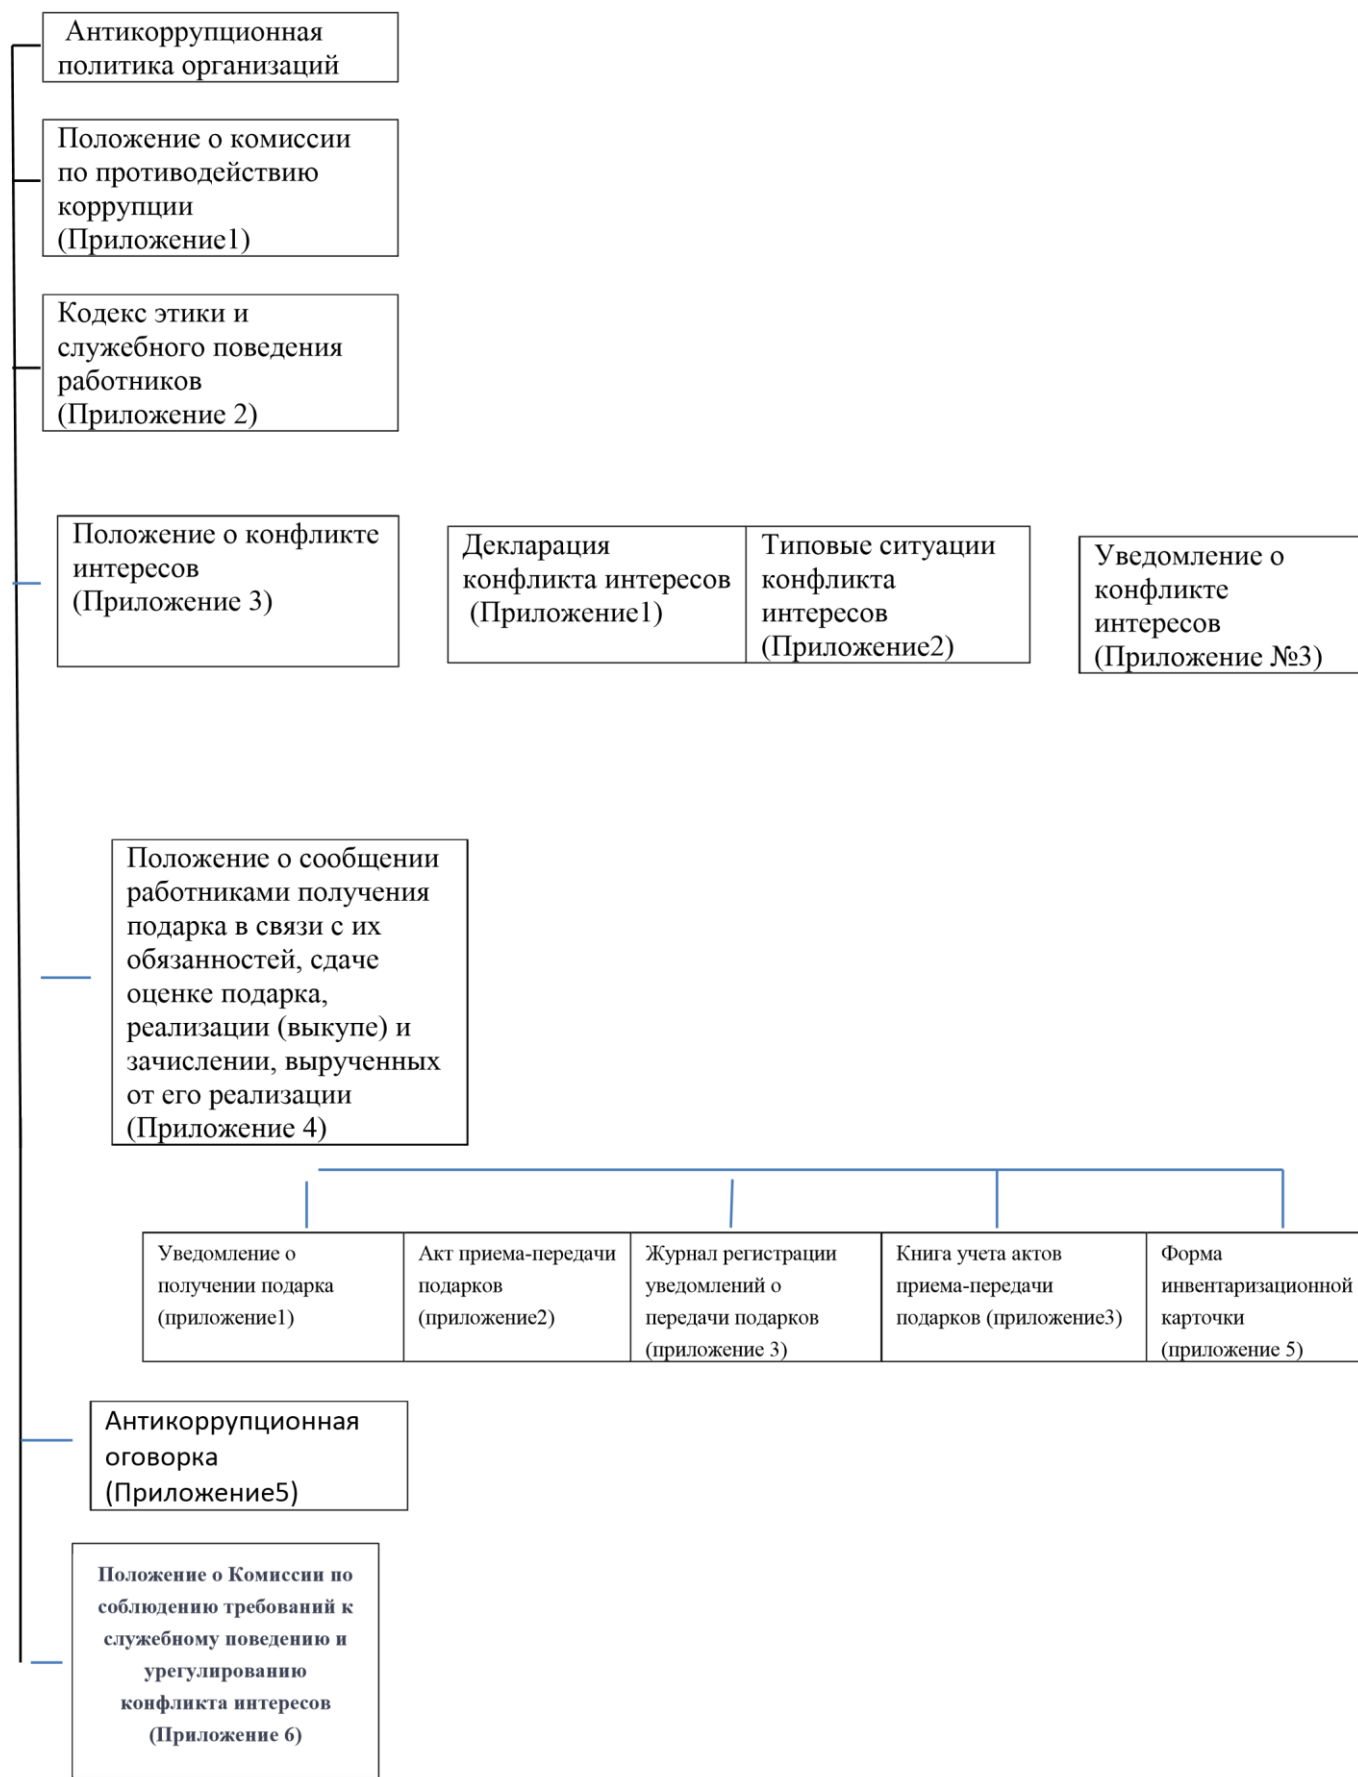 Антикоррупционная
политика организаций
Положение о комиссии
по противодействию
коррупции
(Приложение1)
Кодекс этики и
служебного поведения
работников
(Приложение 2)
Положение о конфликте
интересов
(Приложение 3)
Декларация
конфликта интересов
(Приложение1)
Типовые ситуации
конфликта
интересов
(Приложение2)
Уведомление о
конфликте
интересов
(Приложение №3)
Положение о сообщении
работниками получения
подарка в связи с их
обязанностей, сдаче
оценке подарка,
реализации (выкупе) и
зачислении, вырученных
от его реализации
(Приложение 4)
Уведомление о
получении подарка
(приложение1)
Акт приема-передачи
подарков
(приложение2)
Журнал регистрации
уведомлений о
передачи подарков
(приложение 3)
Книга учета актов
приема-передачи
подарков (приложение3)
Форма
инвентаризационной
карточки
(приложение 5)
Антикоррупционная
оговорка
(Приложение5)
Положение о Комиссии по
соблюдению требований к
служебному поведению и
урегулированию
конфликта интересов
(Приложение 6)